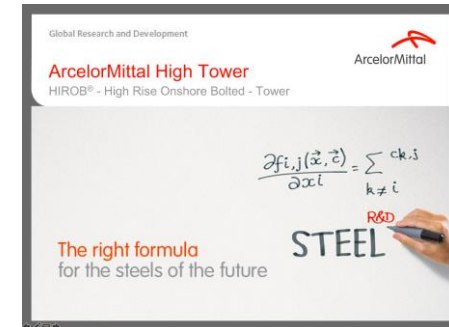 Global Research and Development
ArcelorMittal
ArcelorMittal High Tower
HIROB® - High Rise Onshore Bolted - Tower
∂fi,j(x⃗,c⃗)/∂xi = ∑ k≠i ck,j
R&D
STEEL
The right formula
for the steels of the future